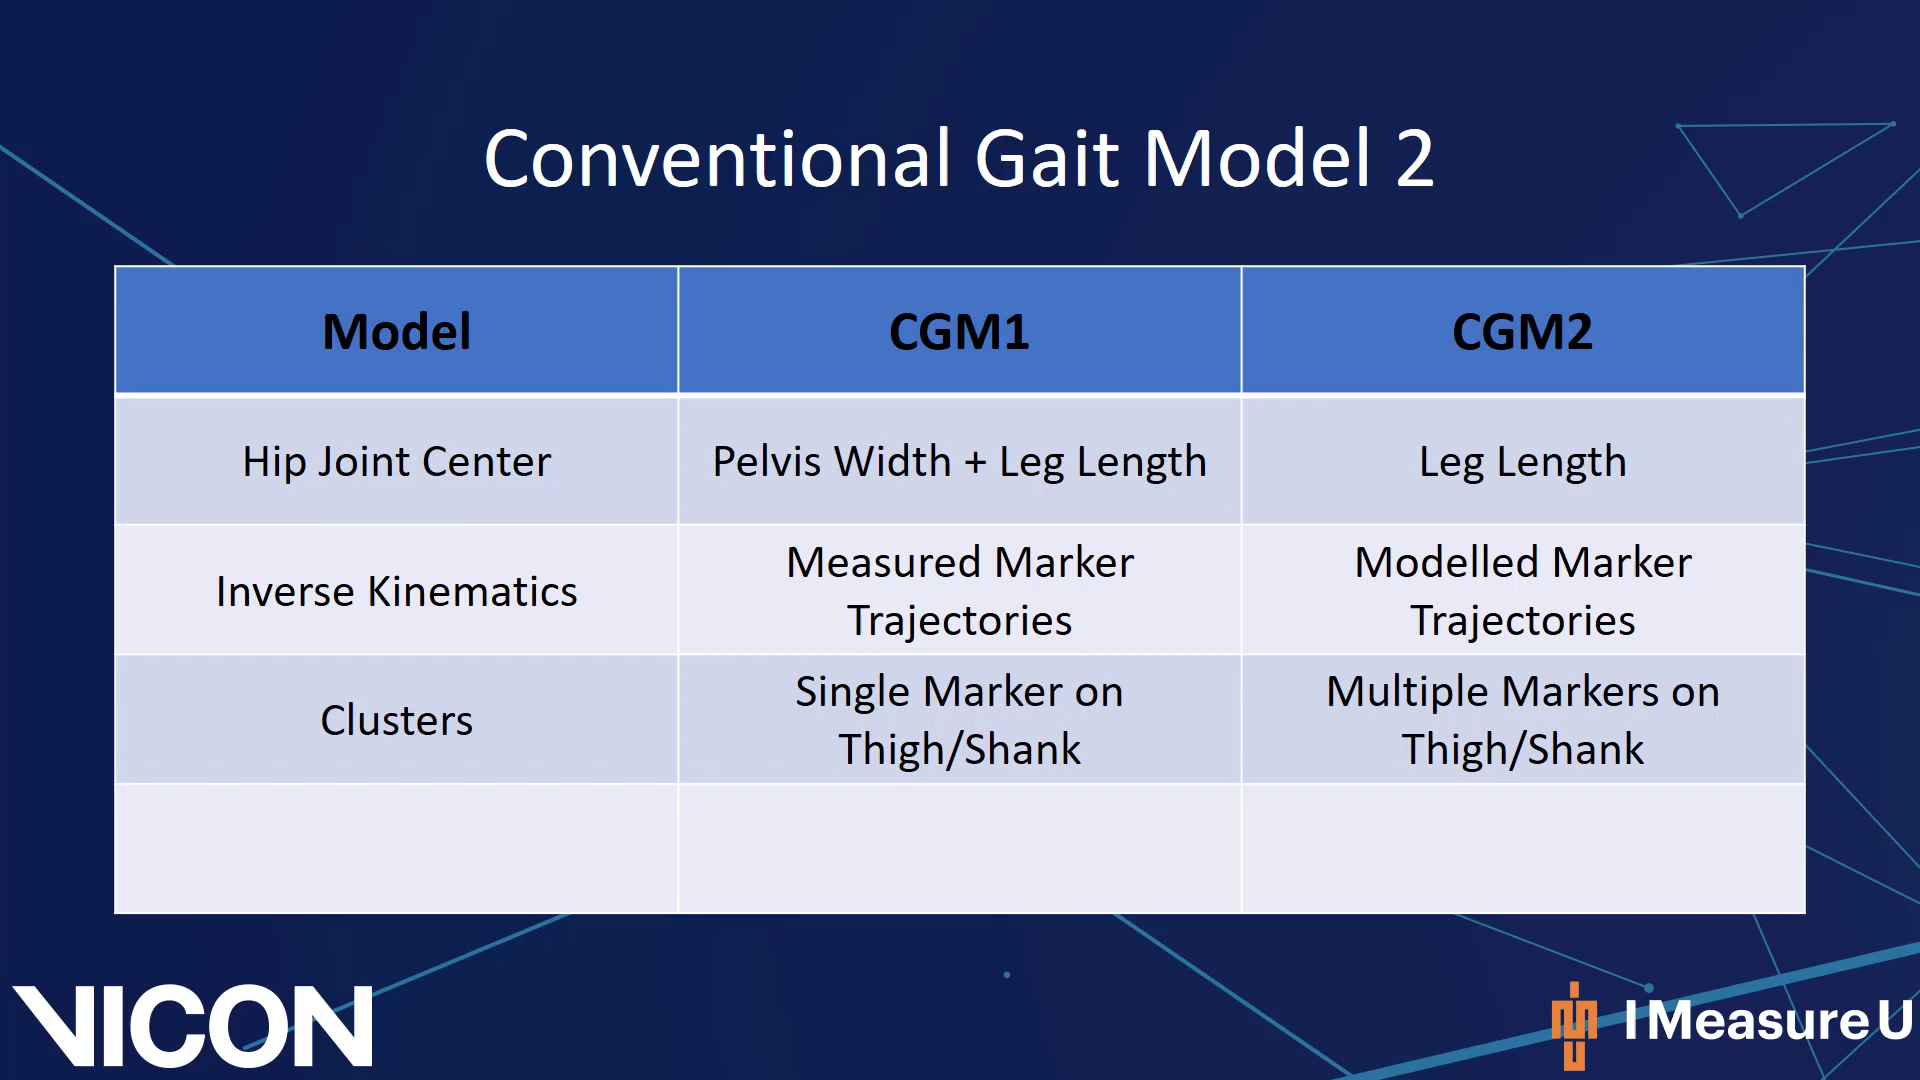 Conventional Gait Model 2
Model
CGM1
CGM2
Hip Joint Center
Pelvis Width + Leg Length
Leg Length
Inverse Kinematics
Measured Marker
Trajectories
Modelled Marker
Trajectories
Clusters
Single Marker on
Thigh/Shank
Multiple Markers on
Thigh/Shank
VICON
I Measure U